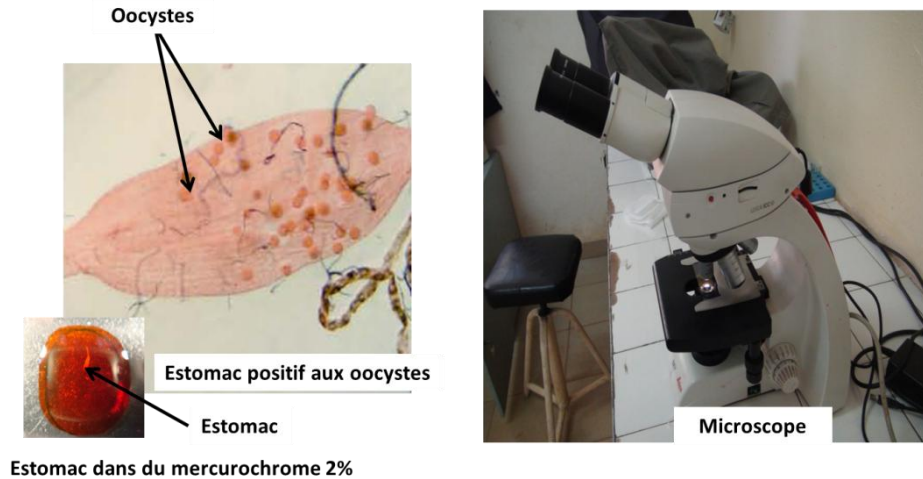 Oocystes
Estomac positif aux oocystes
Estomac
Estomac dans du mercurochrome 2%
Microscope